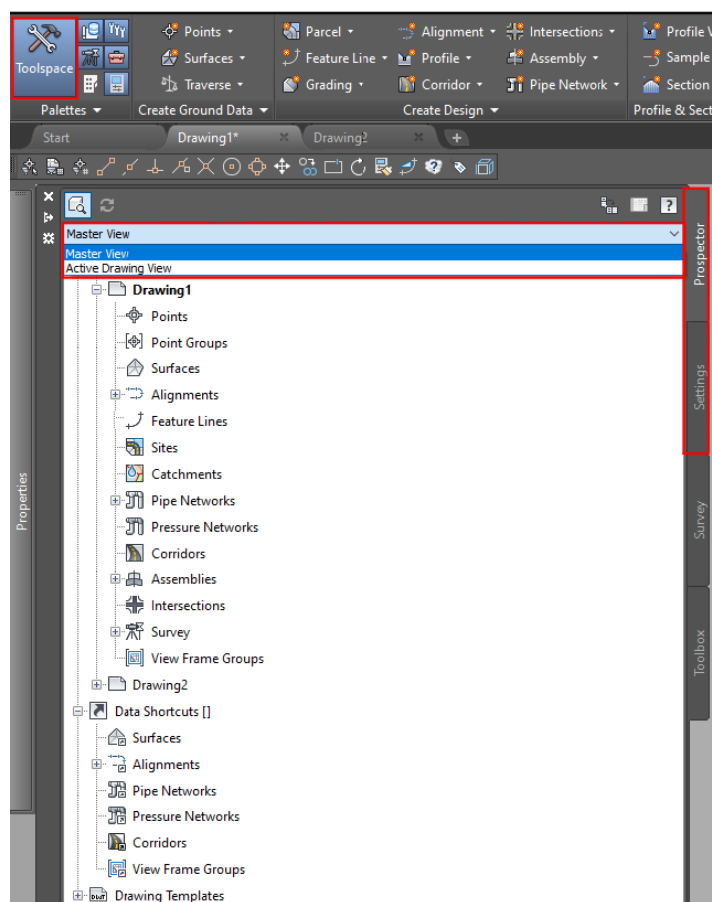 Toolspace
Points
Surfaces
Traverse
Parcel
Feature Line
Grading
Alignment
Profile
Corridor
Intersections
Assembly
Pipe Network
Profile V
Sample
Section
Palettes
Create Ground Data
Create Design
Profile & Sect
Start
Drawing1*
Drawing2
Master View
Master View
Active Drawing View
Drawing1
Points
Point Groups
Surfaces
Alignments
Feature Lines
Sites
Catchments
Pipe Networks
Pressure Networks
Corridors
Assemblies
Intersections
Survey
View Frame Groups
Drawing2
Data Shortcuts []
Surfaces
Alignments
Pipe Networks
Pressure Networks
Corridors
View Frame Groups
Drawing Templates
Properties
Prospector
Settings
Survey
Toolbox